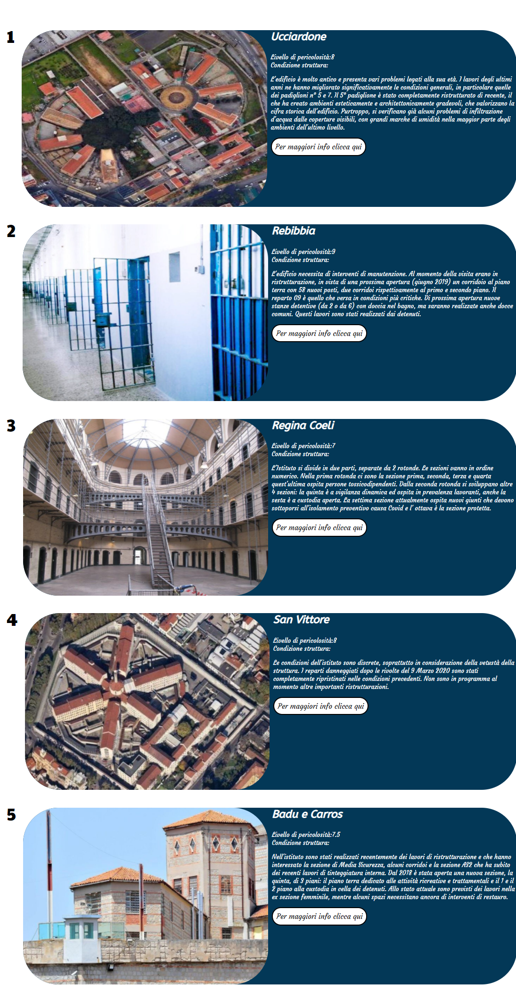 1
Ucciardone
Livello di pericolosità:8
Condizione struttura:
L'edificio è molto antico e presenta vari problemi legati alla sua età. I lavori degli ultimi
anni ne hanno migliorato significativamente le condizioni generali, in particolare quelle
dei padiglioni n° 5 e 7. Il 5° padiglione è stato completamente ristrutturato di recente, il
che ha creato ambienti esteticamente e architettonicamente gradevoli, che valorizzano la
cifra storica dell'edificio. Purtroppo, si verificano già alcuni problemi di infiltrazione
d'acqua dalle coperture visibili, con grandi marche di umidità nella maggior parte degli
ambienti dell'ultimo livello.
Per maggiori info clicca qui
2
Rebibbia
Livello di pericolosità:9
Condizione struttura:
L'edificio necessita di interventi di manutenzione. Al momento della visita erano in
ristrutturazione, in vista di una prossima apertura (giugno 2019) un corridoio al piano
terra con 58 nuovi posti, due corridoi rispettivamente al primo e secondo piano. Il
reparto G9 è quello che versa in condizioni più critiche. Di prossima apertura nuove
stanze detentive (da 2 o da 6) con doccia nel bagno, ma saranno realizzate anche docce
comuni. Questi lavori sono stati realizzati dai detenuti.
Per maggiori info clicca qui
3
Regina Coeli
Livello di pericolosità:7
Condizione struttura:
L'Istituto si divide in due parti, separate da 2 rotonde. Le sezioni vanno in ordine
numerico. Nella prima rotonda ci sono la sezione prima, seconda, terza e quarta
quest'ultima ospita persone tossicodipendenti. Dalla seconda rotonda si sviluppano altre
4 sezioni: la quinta è a vigilanza dinamica ed ospita in prevalenza lavoranti, anche la
sesta è a custodia aperta. La settima sezione attualmente ospita nuovi giunti che devono
sottoporsi all'isolamento preventivo causa Covid e l' ottava è la sezione protetta.
Per maggiori info clicca qui
4
San Vittore
Livello di pericolosità:8
Condizione struttura:
Le condizioni dell'istituto sono discrete, soprattutto in considerazione della vetustà della
struttura. I reparti danneggiati dopo le rivolte del 9 Marzo 2020 sono stati
completamente ripristinati nelle condizioni precedenti. Non sono in programma al
momento altre importanti ristrutturazioni.
Per maggiori info clicca qui
5
Badu e Carros
Livello di pericolosità:7.5
Condizione struttura:
Nell'istituto sono stati realizzati recentemente dei lavori di ristrutturazione e che hanno
interessato la sezione di Media Sicurezza, alcuni corridoi e la sezione AS2 che ha subito
dei recenti lavori di tinteggiatura interna. Dal 2018 è stata aperta una nuova sezione, la
quinta, di 3 piani: il piano terra dedicato alle attività ricreative e trattamentali e il 1 e il
2 piano alla custodia in cella dei detenuti. Allo stato attuale sono previsti dei lavori nella
ex sezione femminile, mentre alcuni spazi necessitano ancora di interventi di restauro.
Per maggiori info clicca qui